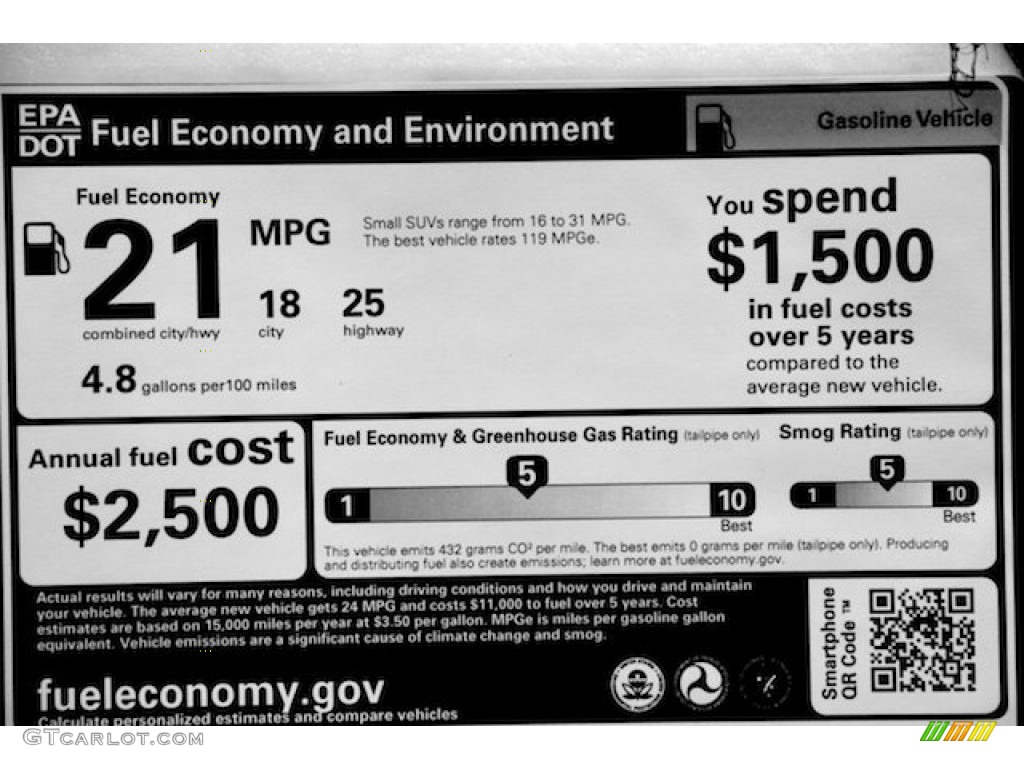 EPA
DOT
Fuel Economy and Environment
Gasoline Vehicle
Fuel Economy
21
MPG
combined city/hwy
18
city
25
highway
4.8 gallons per100 miles
Small SUVs range from 16 to 31 MPG.
The best vehicle rates 119 MPGe.
You spend
$1,500
in fuel costs
over 5 years
compared to the
average new vehicle.
Annual fuel cost
$2,500
Fuel Economy & Greenhouse Gas Rating (tailpipe only)
5
1
10
Best
Smog Rating (tailpipe only)
5
1
10
Best
This vehicle emits 432 grams CO² per mile. The best emits 0 grams per mile (tailpipe only). Producing
and distributing fuel also create emissions; learn more at fueleconomy.gov.
Actual results will vary for many reasons, including driving conditions and how you drive and maintain
your vehicle. The average new vehicle gets 24 MPG and costs $11,000 to fuel over 5 years. Cost
estimates are based on 15,000 miles per year at $3.50 per gallon. MPGe is miles per gasoline gallon
equivalent. Vehicle emissions are a significant cause of climate change and smog.
fueleconomy.gov
Calculate personalized estimates and compare vehicles
Smartphone
QR Code™
GTcarlot.com